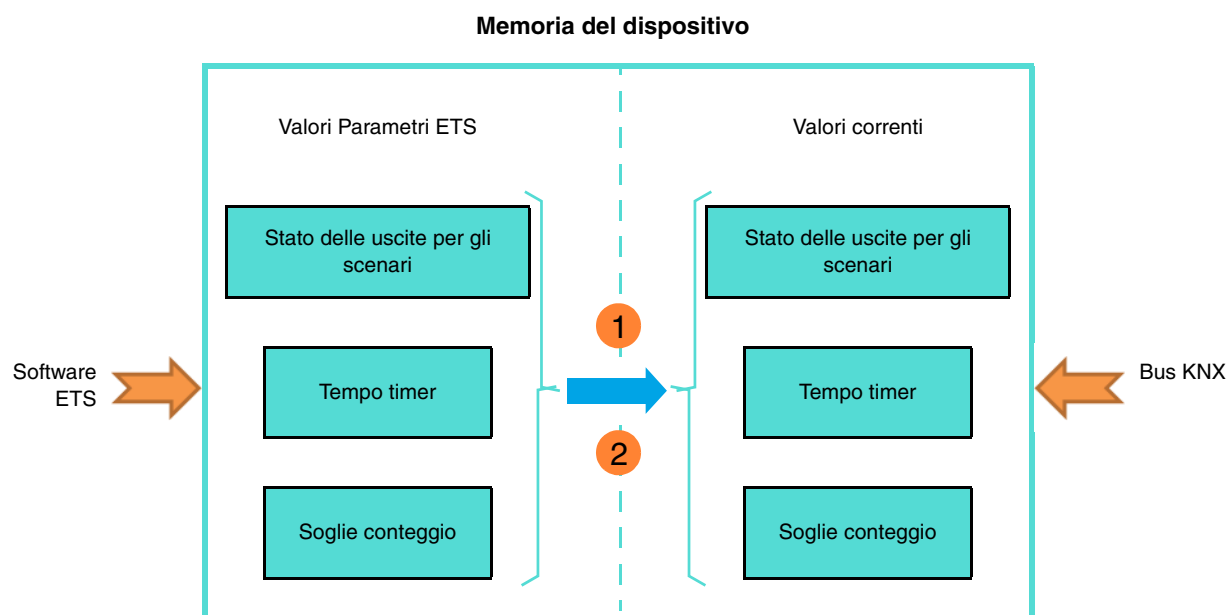 Memoria del dispositivo
Valori Parametri ETS
Valori correnti
Stato delle uscite per gli
scenari
Stato delle uscite per gli
scenari
1
Software
ETS
Tempo timer
Tempo timer
Bus KNX
2
Soglie conteggio
Soglie conteggio